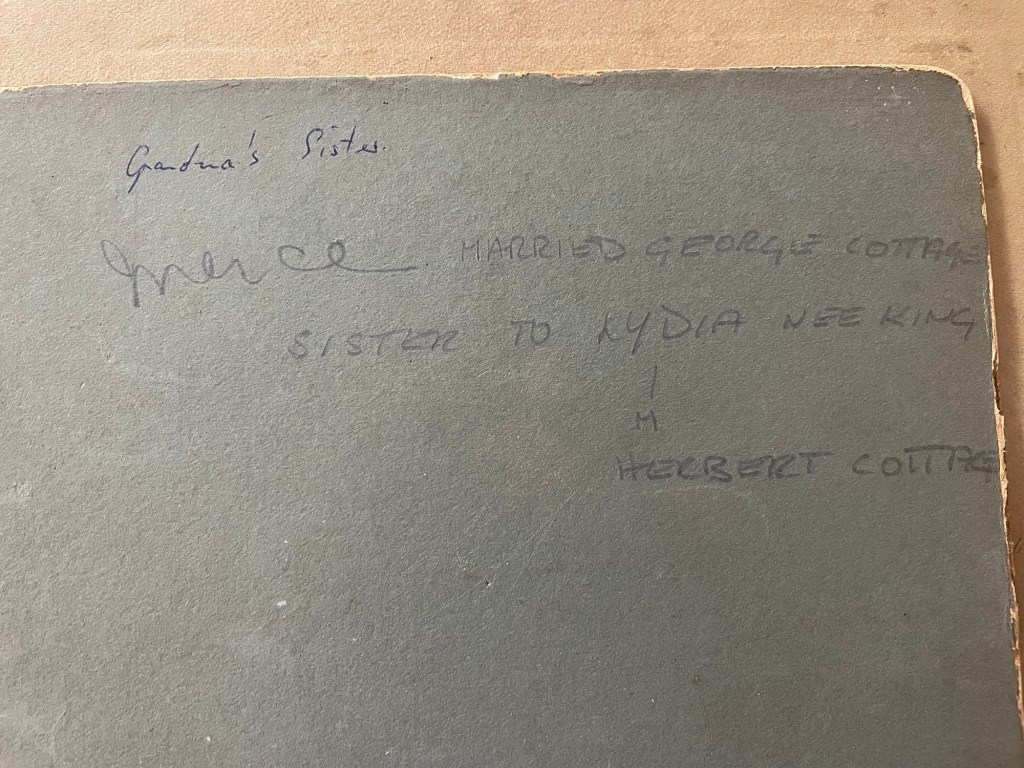 Grandma's Sister.
MARRIED GEORGE COTTAGE
SISTER TO LYDIA NEE KING
|
M
HERBERT COTTAGE